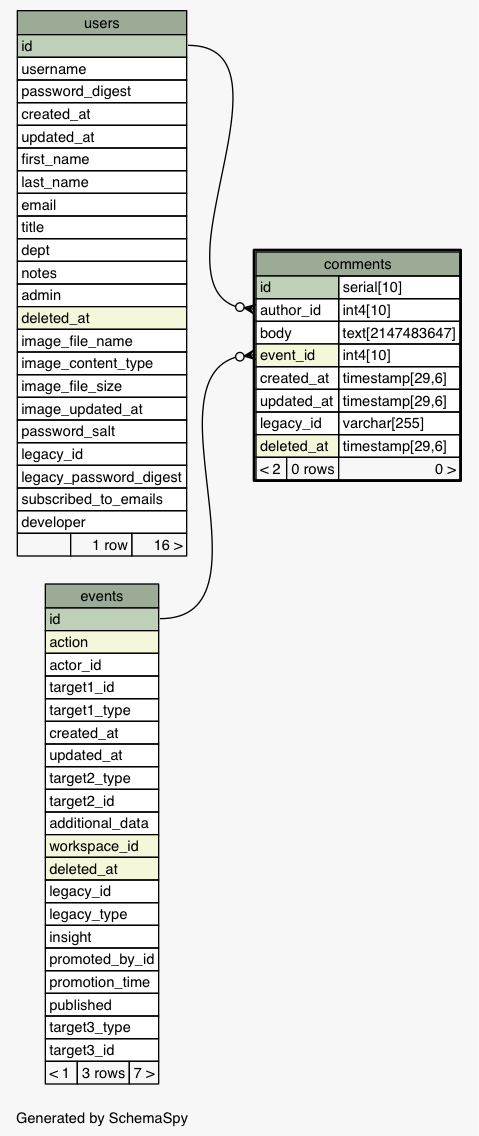 users
id
username
password_digest
created_at
updated_at
first_name
last_name
email
title
dept
notes
admin
deleted_at
image_file_name
image_content_type
image_file_size
image_updated_at
password_salt
legacy_id
legacy_password_digest
subscribed_to_emails
developer
1 row 16 >
comments
id serial[10]
author_id int4[10]
body text[2147483647]
event_id int4[10]
created_at timestamp[29,6]
updated_at timestamp[29,6]
legacy_id varchar[255]
deleted_at timestamp[29,6]
< 2 0 rows 0 >
events
id
action
actor_id
target1_id
target1_type
created_at
updated_at
target2_type
target2_id
additional_data
workspace_id
deleted_at
legacy_id
legacy_type
insight
promoted_by_id
promotion_time
published
target3_type
target3_id
< 1 3 rows 7 >
Generated by SchemaSpy